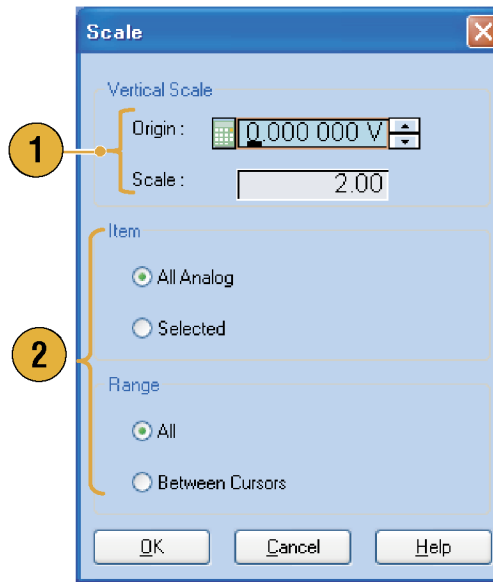 Scale
Vertical Scale
Origin : 0.000 000 V
1
Scale : 2.00
Item
All Analog
Selected
2
Range
All
Between Cursors
OK Cancel Help